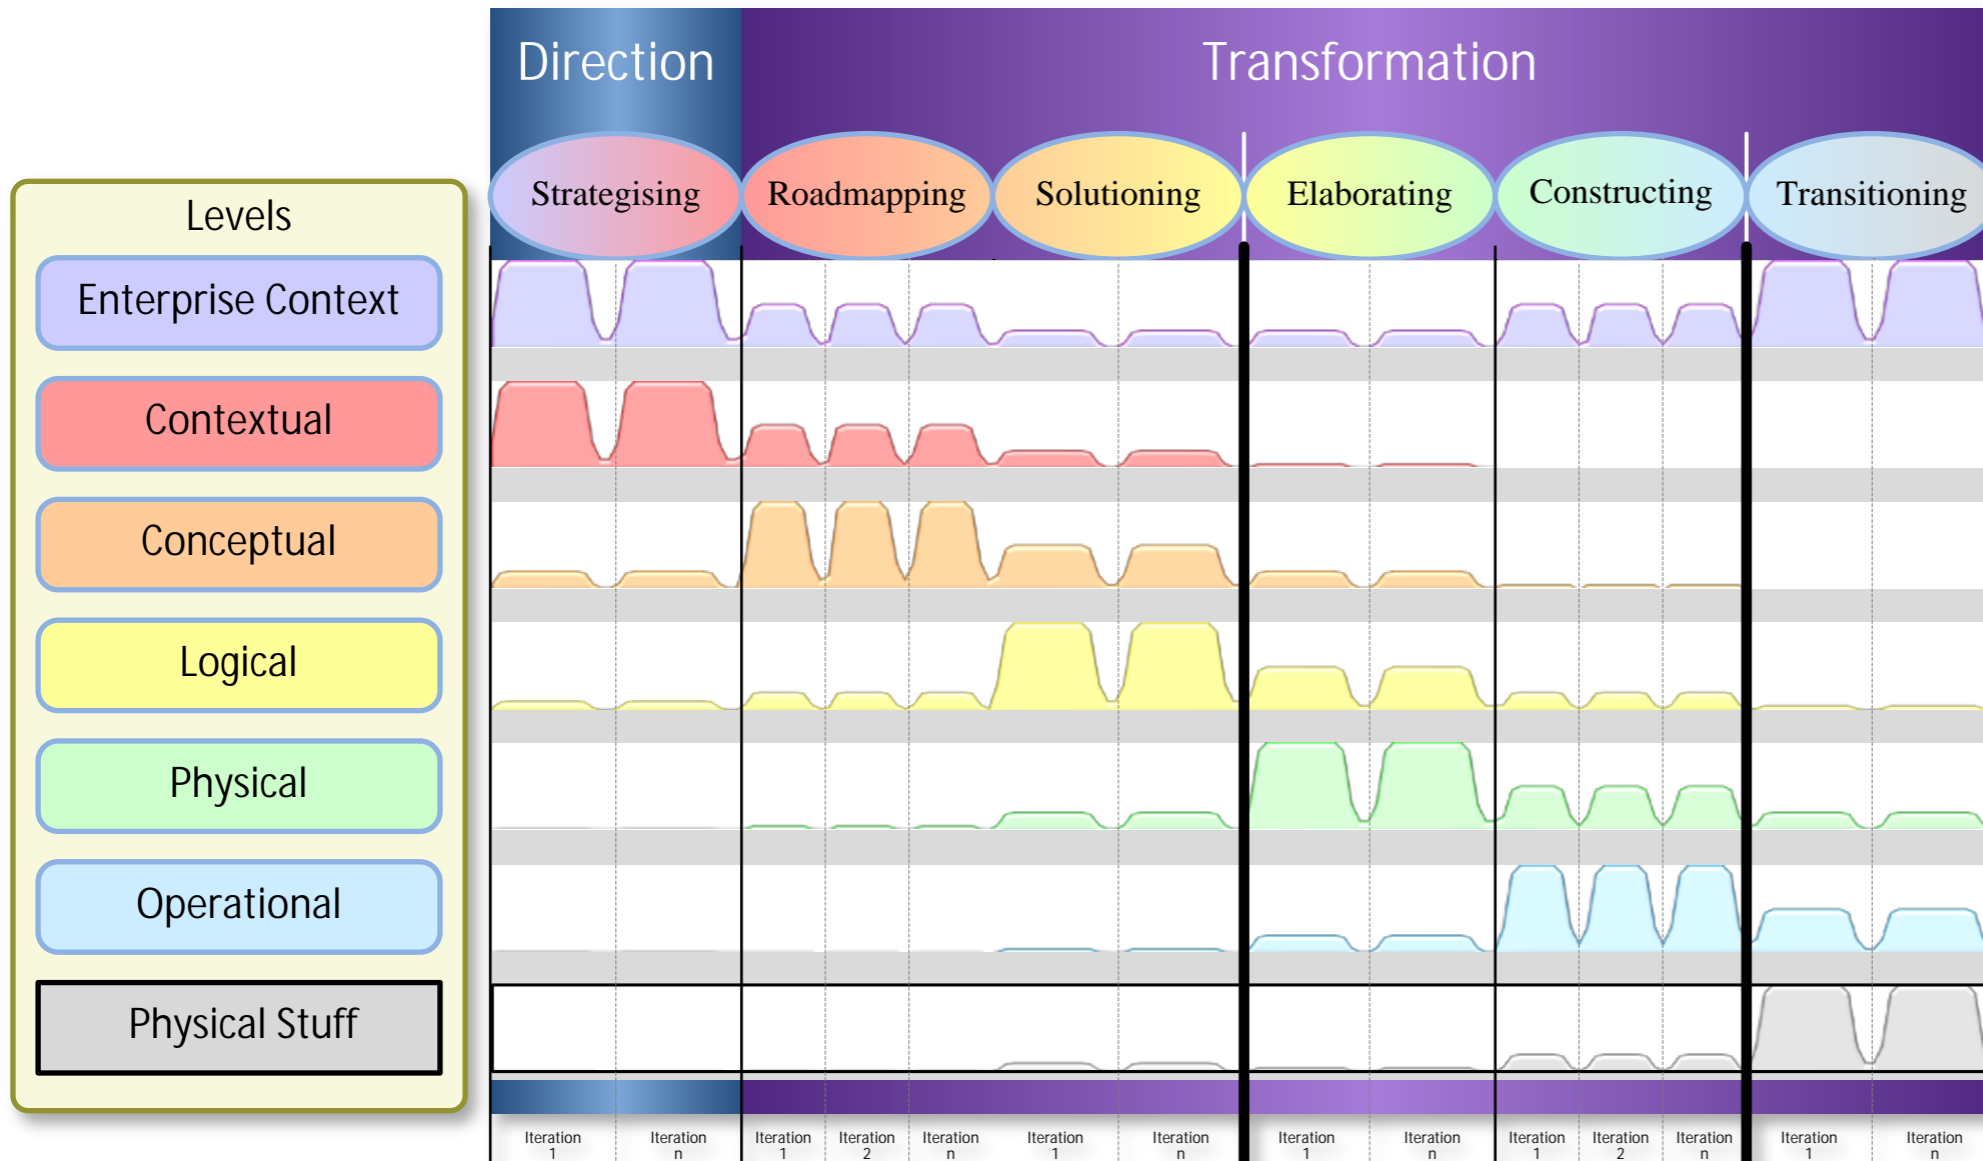 Direction
Transformation
Strategising
Roadmapping
Solutioning
Elaborating
Constructing
Transitioning
Levels
Enterprise Context
Contextual
Conceptual
Logical
Physical
Operational
Physical Stuff
Iteration
1
Iteration
n
Iteration
1
Iteration
2
Iteration
n
Iteration
1
Iteration
n
Iteration
1
Iteration
n
Iteration
1
Iteration
2
Iteration
n
Iteration
1
Iteration
n